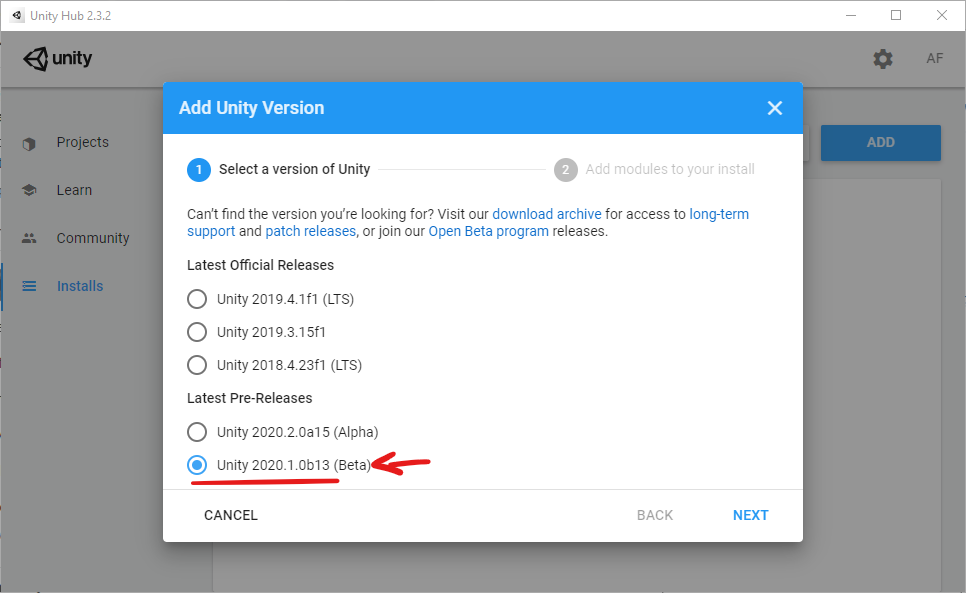 Unity Hub 2.3.2
unity
AF
Add Unity Version
Projects
Learn
Community
Installs
ADD
1 Select a version of Unity
2 Add modules to your install
Can't find the version you're looking for? Visit our download archive for access to long-term
support and patch releases, or join our Open Beta program releases.
Latest Official Releases
Unity 2019.4.1f1 (LTS)
Unity 2019.3.15f1
Unity 2018.4.23f1 (LTS)
Latest Pre-Releases
Unity 2020.2.0a15 (Alpha)
Unity 2020.1.0b13 (Beta)
CANCEL
BACK
NEXT